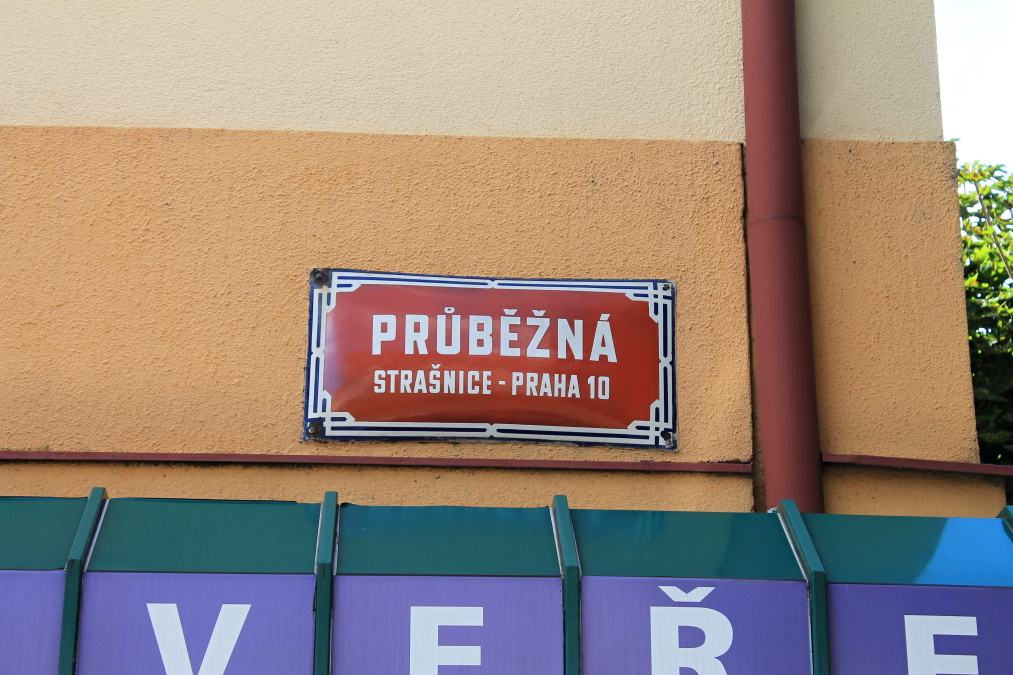 PRŮBĚŽNÁ
STRAŠNICE - PRAHA 10
VEŘE